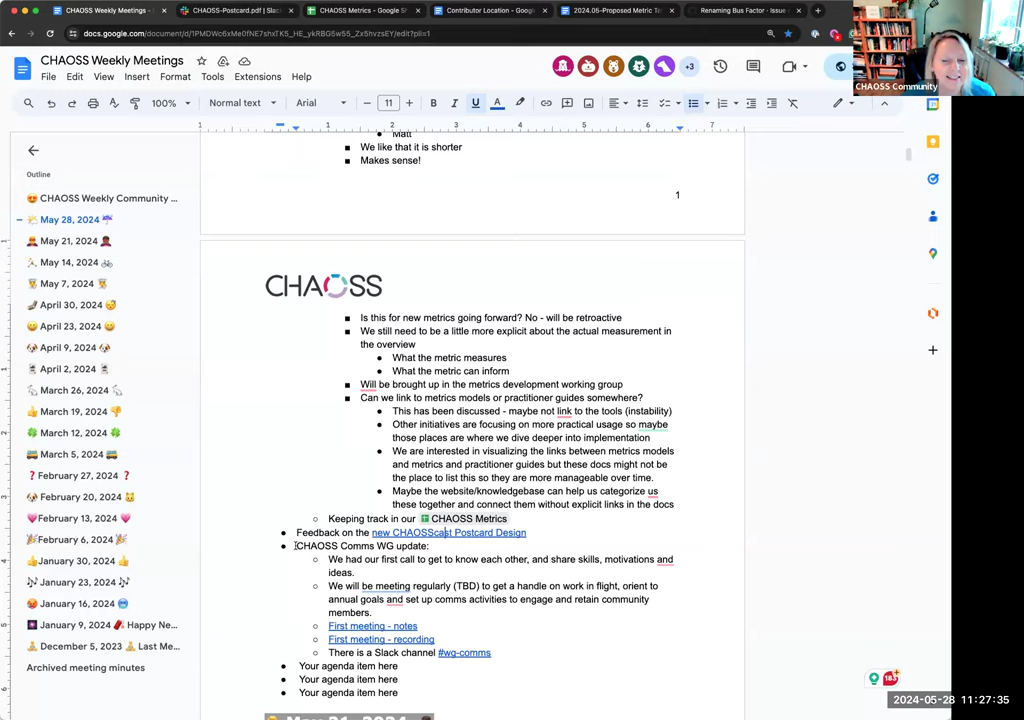 CHAOSS Weekly Meetings -
CHAOSS-Postcard.pdf | Slac
CHAOSS Metrics - Google Sh
Contributor Location - Googl
2024.05-Proposed Metric Te
Renaming Bus Factor · Issue
docs.google.com/document/d/1PMDWc6xMe0fNE7shxTK5_HE_ykRBG5w55_Zx5hvzsEY/edit?pli=1
CHAOSS Community
CHAOSS Weekly Meetings
File Edit View Insert Format Tools Extensions Help
+3
100% Normal text Arial 11 B I U A
1 1 2 3 4 5 6 7
Outline
😍 CHAOSS Weekly Community ...
🌤 May 28, 2024 ☔
May 21, 2024
May 14, 2024 🚲
May 7, 2024
April 30, 2024 😴
😀 April 23, 2024 😀
🐶 April 9, 2024 🐶
April 2, 2024
March 26, 2024
👍 March 19, 2024 👎
🍀 March 12, 2024 🍀
🚃 March 5, 2024 🚃
❓February 27, 2024 ❓
🐶 February 20, 2024 🐱
💗February 13, 2024 💗
🎉February 6, 2024 🎉
👍January 30, 2024 👍
🎶 January 23, 2024 🎶
🥵 January 16, 2024 🥶
🎆 January 9, 2024 🧨 Happy Ne...
🙏 December 5, 2023 🙏 Last Me...
Archived meeting minutes
● Matt
■ We like that it is shorter
■ Makes sense!
1
CHAOSS
■ Is this for new metrics going forward? No - will be retroactive
■ We still need to be a little more explicit about the actual measurement in
the overview
● What the metric measures
● What the metric can inform
■ Will be brought up in the metrics development working group
■ Can we link to metrics models or practitioner guides somewhere?
● This has been discussed - maybe not link to the tools (instability)
● Other initiatives are focusing on more practical usage so maybe
those places are where we dive deeper into implementation
● We are interested in visualizing the links between metrics models
and metrics and practitioner guides but these docs might not be
the place to list this so they are more manageable over time.
● Maybe the website/knowledgebase can help us categorize us
these together and connect them without explicit links in the docs
○ Keeping track in our CHAOSS Metrics
● Feedback on the new CHAOSScast Postcard Design
● CHAOSS Comms WG update:
○ We had our first call to get to know each other, and share skills, motivations and
ideas.
○ We will be meeting regularly (TBD) to get a handle on work in flight, orient to
annual goals and set up comms activities to engage and retain community
members.
○ First meeting - notes
○ First meeting - recording
○ There is a Slack channel #wg-comms
● Your agenda item here
● Your agenda item here
● Your agenda item here
May 21, 2024
183
2024-05-28 11:27:35